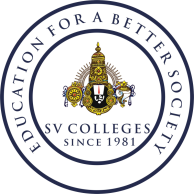 EDUCATION FOR A BETTER SOCIETY
SV COLLEGES
SINCE 1981